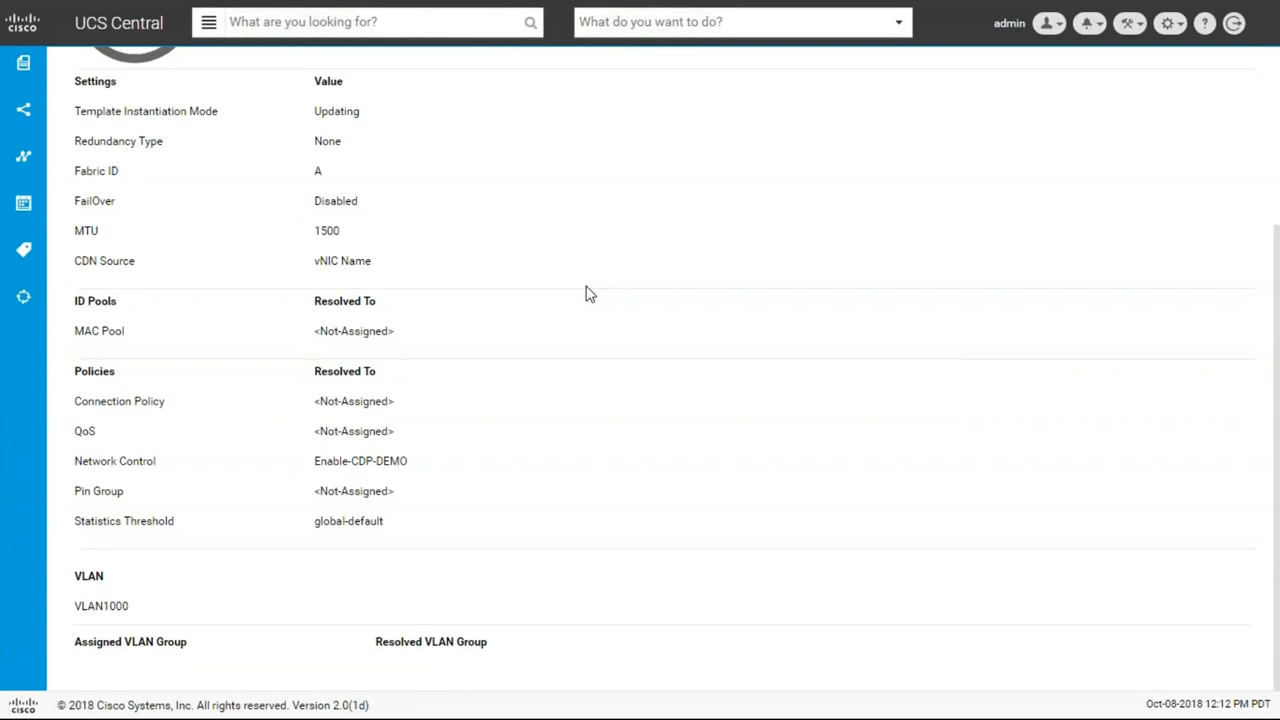 cisco UCS Central What are you looking for? What do you want to do? admin
Settings Value
Template Instantiation Mode Updating
Redundancy Type None
Fabric ID A
FailOver Disabled
MTU 1500
CDN Source vNIC Name
ID Pools Resolved To
MAC Pool <Not-Assigned>
Policies Resolved To
Connection Policy <Not-Assigned>
QoS <Not-Assigned>
Network Control Enable-CDP-DEMO
Pin Group <Not-Assigned>
Statistics Threshold global-default
VLAN
VLAN1000
Assigned VLAN Group Resolved VLAN Group
cisco © 2018 Cisco Systems, Inc. All rights reserved. Version 2.0(1d) Oct-08-2018 12:12 PM PDT